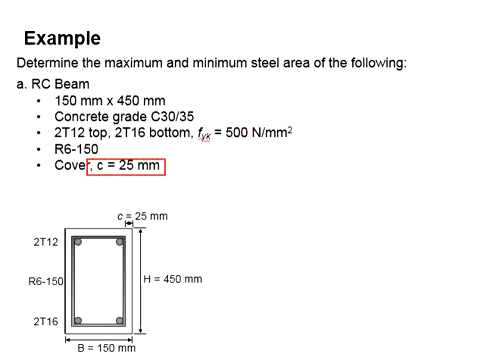 Example
Determine the maximum and minimum steel area of the following:
a. RC Beam
• 150 mm x 450 mm
• Concrete grade C30/35
• 2T12 top, 2T16 bottom, fyk = 500 N/mm2
• R6-150
• Cover, c = 25 mm
c = 25 mm
2T12
R6-150
H = 450 mm
2T16
B = 150 mm